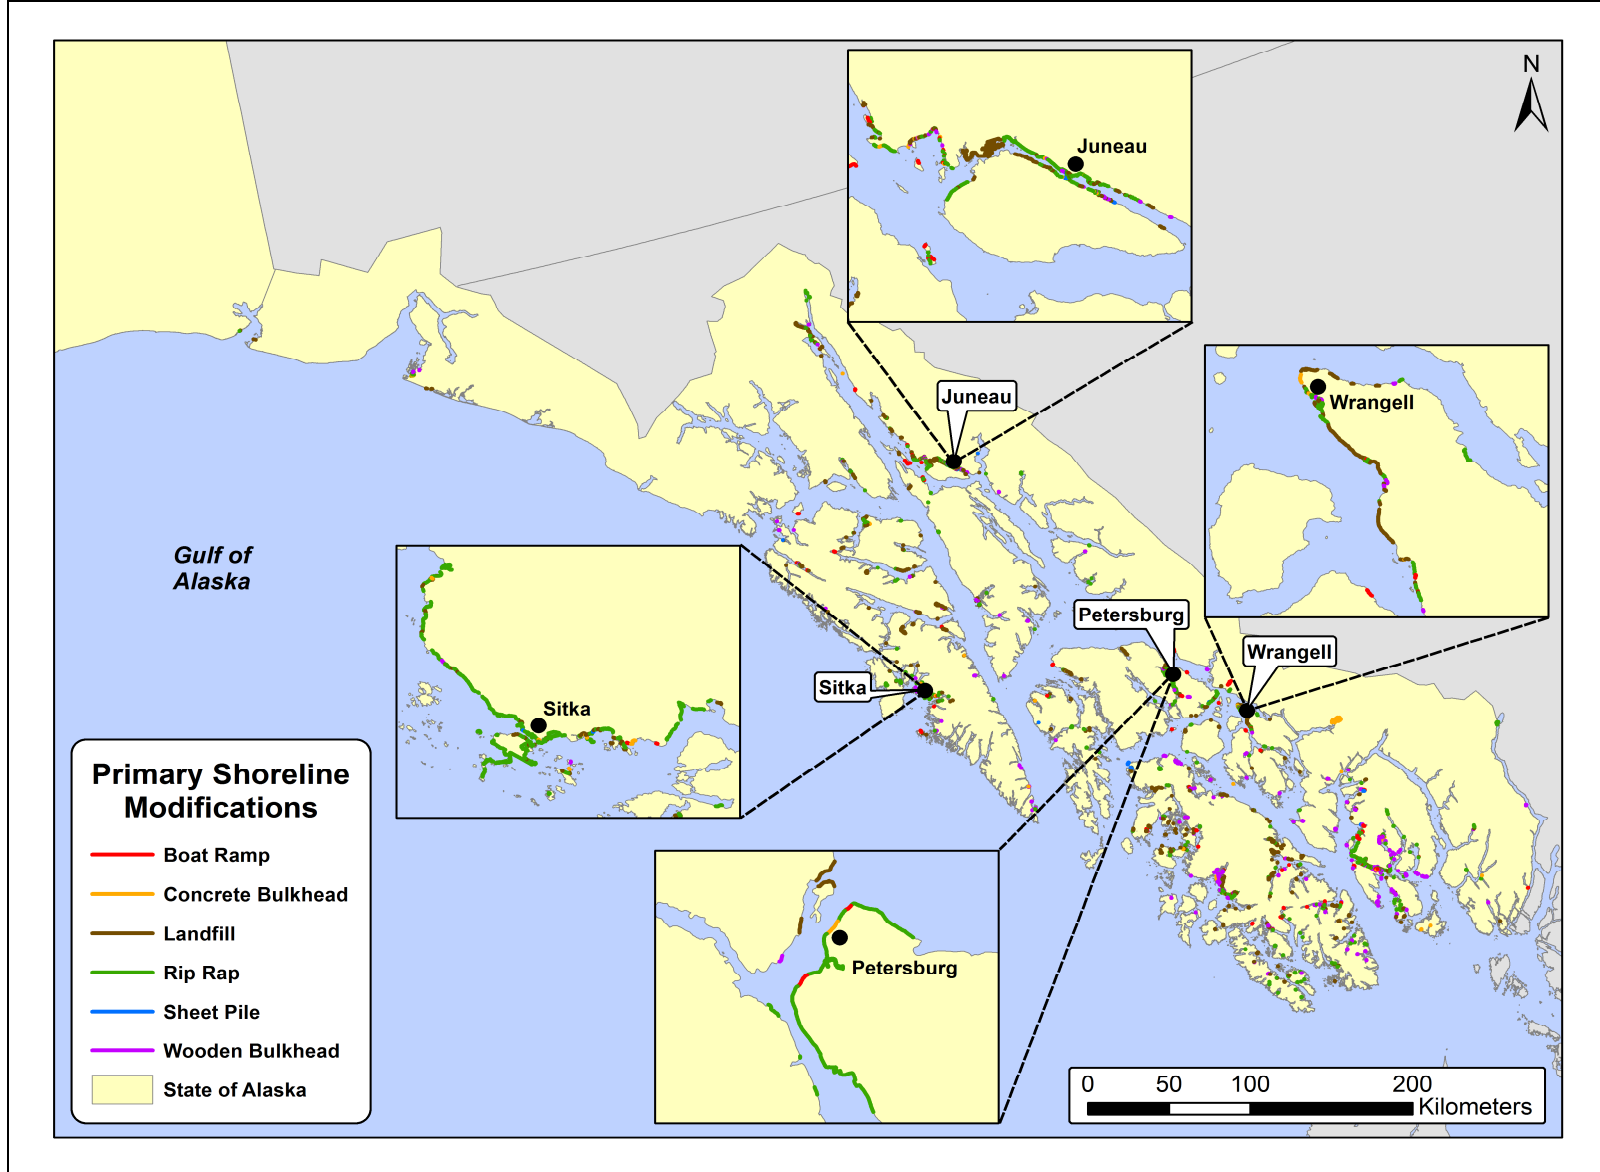 N
Juneau
Wrangell
Juneau
Gulf of
Alaska
Petersburg
Wrangell
Sitka
Sitka
Primary Shoreline
Modifications
Boat Ramp
Concrete Bulkhead
Landfill
Rip Rap
Sheet Pile
Wooden Bulkhead
State of Alaska
Petersburg
0 50 100 200
Kilometers